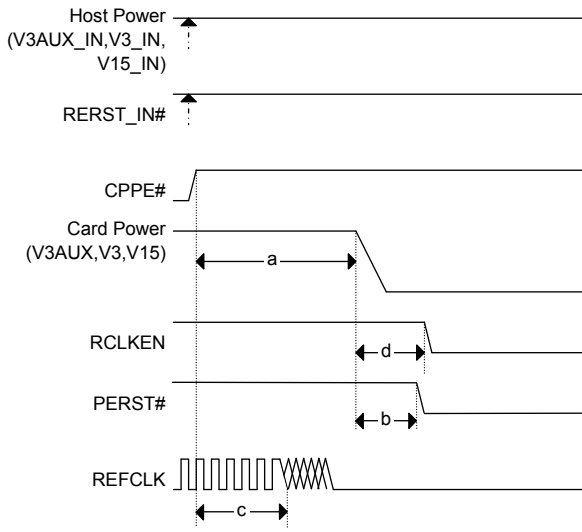 Host Power
(V3AUX_IN,V3_IN,
V15_IN)
RERST_IN#
CPPE#
Card Power
(V3AUX,V3,V15)
a
RCLKEN
d
PERST#
b
REFCLK
c